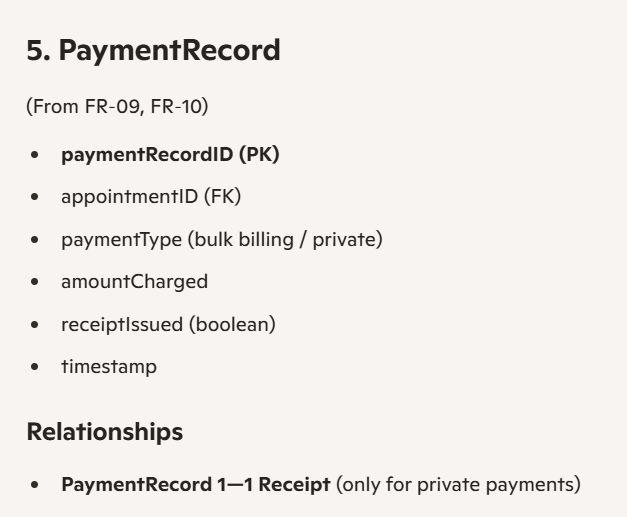 5. PaymentRecord
(From FR-09, FR-10)
• paymentRecordID (PK)
• appointmentID (FK)
• paymentType (bulk billing / private)
• amountCharged
• receiptIssued (boolean)
• timestamp
Relationships
• PaymentRecord 1—1 Receipt (only for private payments)